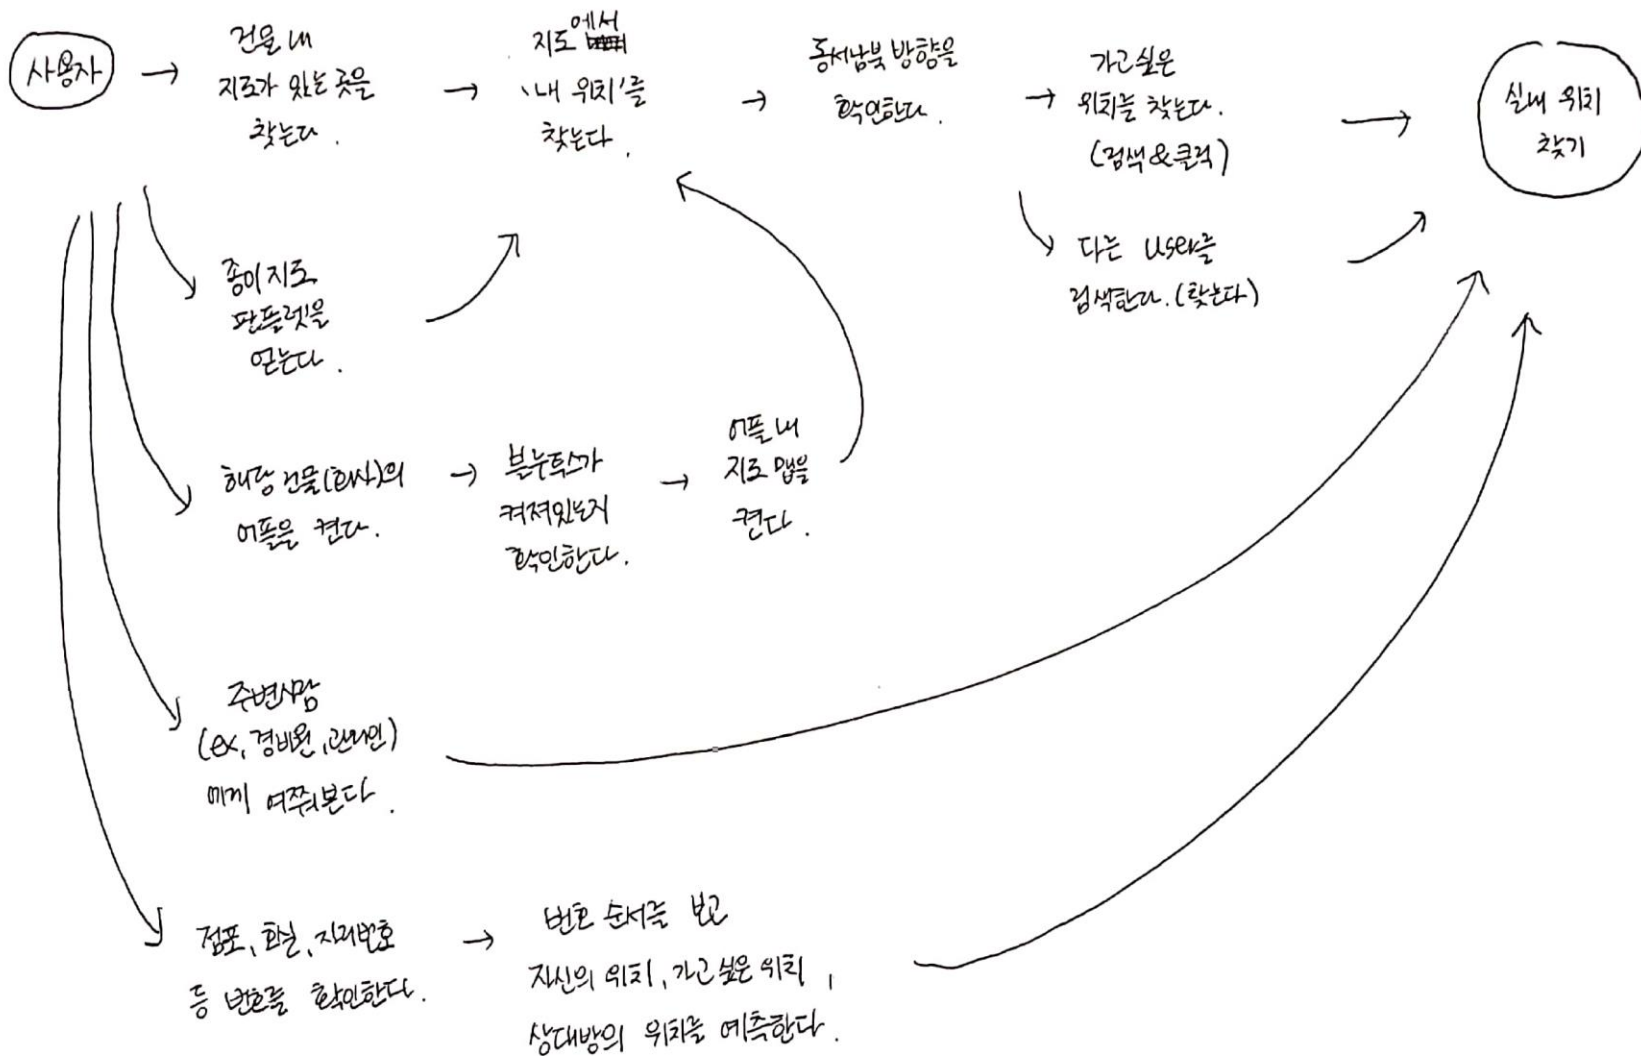 사용자
건물 내
지도가 있는 곳을
찾는다.
지도에서
'내 위치'를
찾는다.
동서남북 방향을
확인한다.
가고싶은
위치를 찾는다.
(검색&클릭)
실내 위치
찾기
다른 user를
검색한다. (찾는다)
종이 지도
팜플렛을
얻는다.
해당 건물(회사)의
어플을 켠다.
블루투스가
켜져있는지
확인한다.
어플 내
지도 맵을
켠다.
주변사람
(ex, 경비원, 관리인)
에게 여쭤본다.
점포, 호실, 자리번호
등 번호를 확인한다.
번호 순서를 보고
자신의 위치, 가고 싶은 위치,
상대방의 위치를 예측한다.